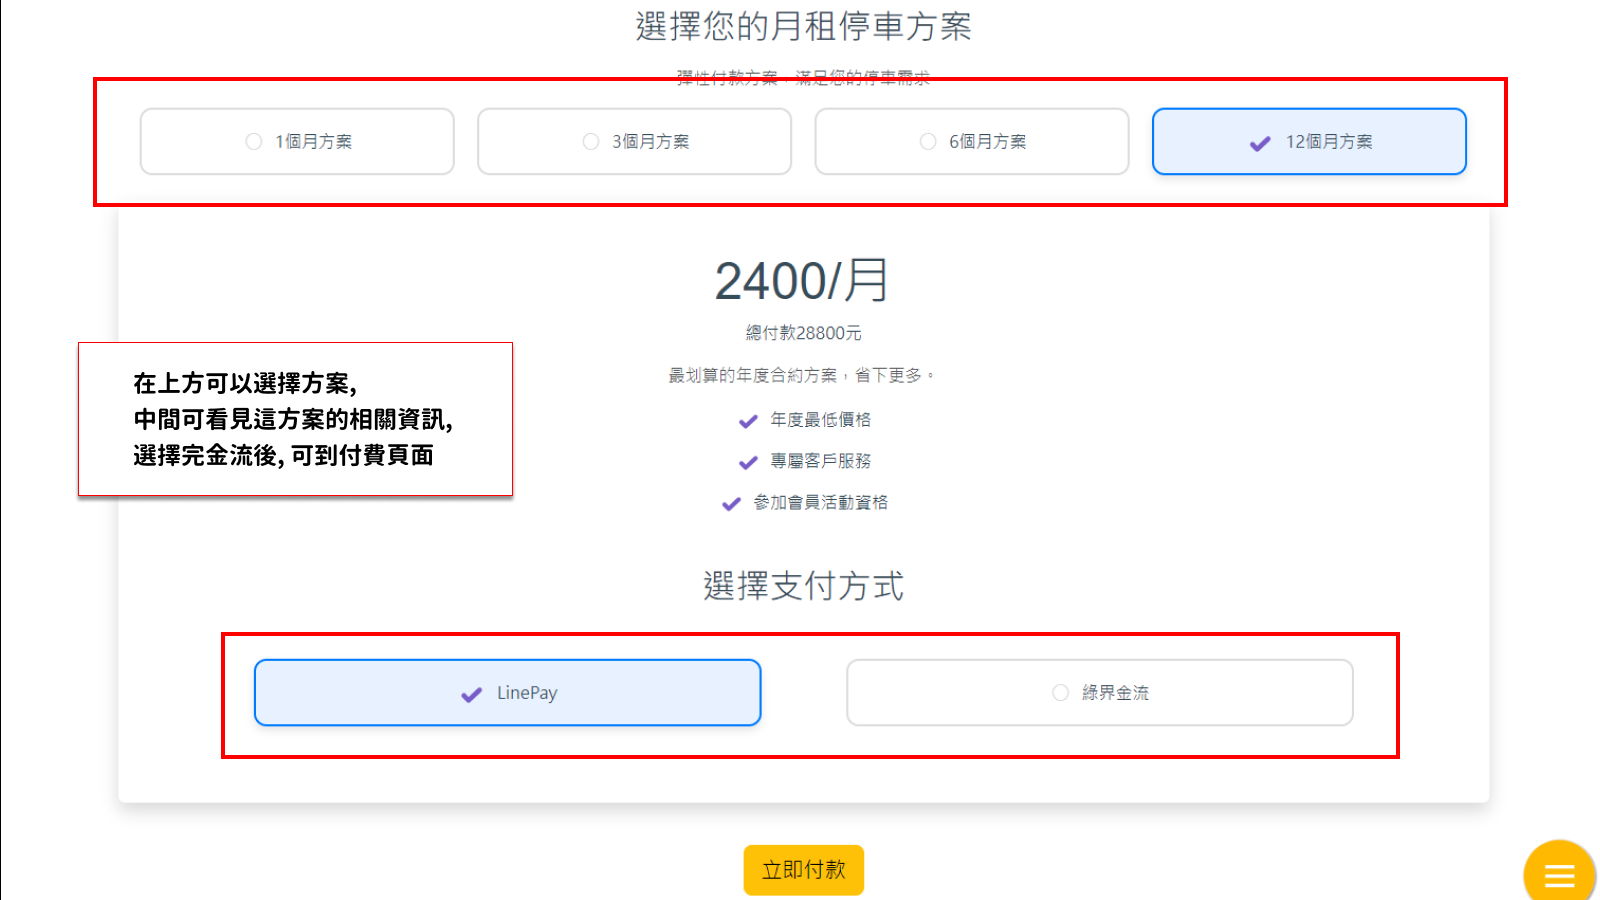 選擇您的月租停車方案
彈性付款方案，滿足您的停車需求
1個月方案
3個月方案
6個月方案
12個月方案
2400/月
總付款28800元
最划算的年度合約方案，省下更多。
年度最低價格
專屬客戶服務
參加會員活動資格
在上方可以選擇方案,
中間可看見這方案的相關資訊,
選擇完金流後, 可到付費頁面
選擇支付方式
LinePay
綠界金流
立即付款